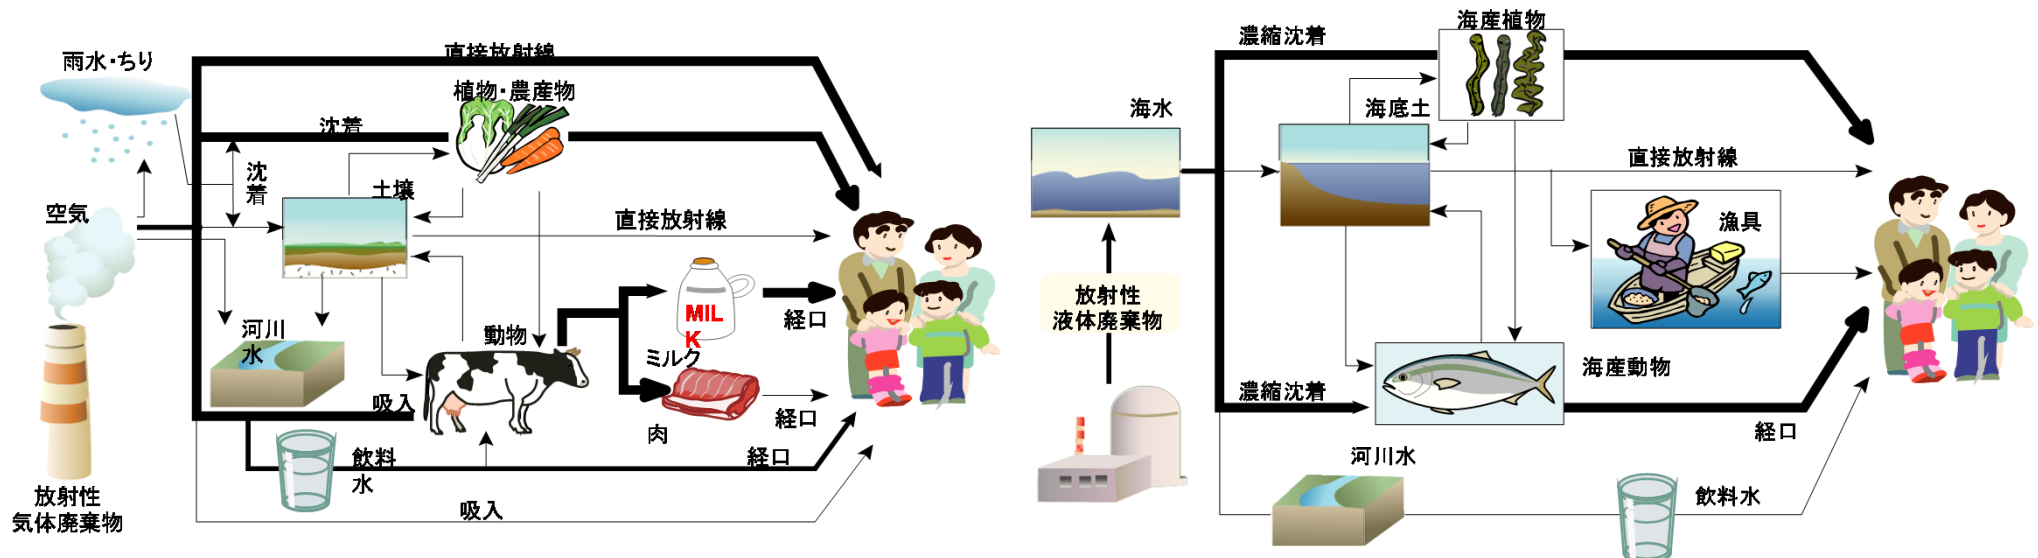 直接放射線
雨水・ちり
植物・農産物
沈着
沈着
土壌
空気
直接放射線
MIL
K
経口
河川
水
動物
ミルク
吸入
肉
経口
飲料
水
経口
吸入
放射性
気体廃棄物
海産植物
濃縮沈着
海水
海底土
直接放射線
漁具
放射性
液体廃棄物
海産動物
濃縮沈着
経口
河川水
飲料水